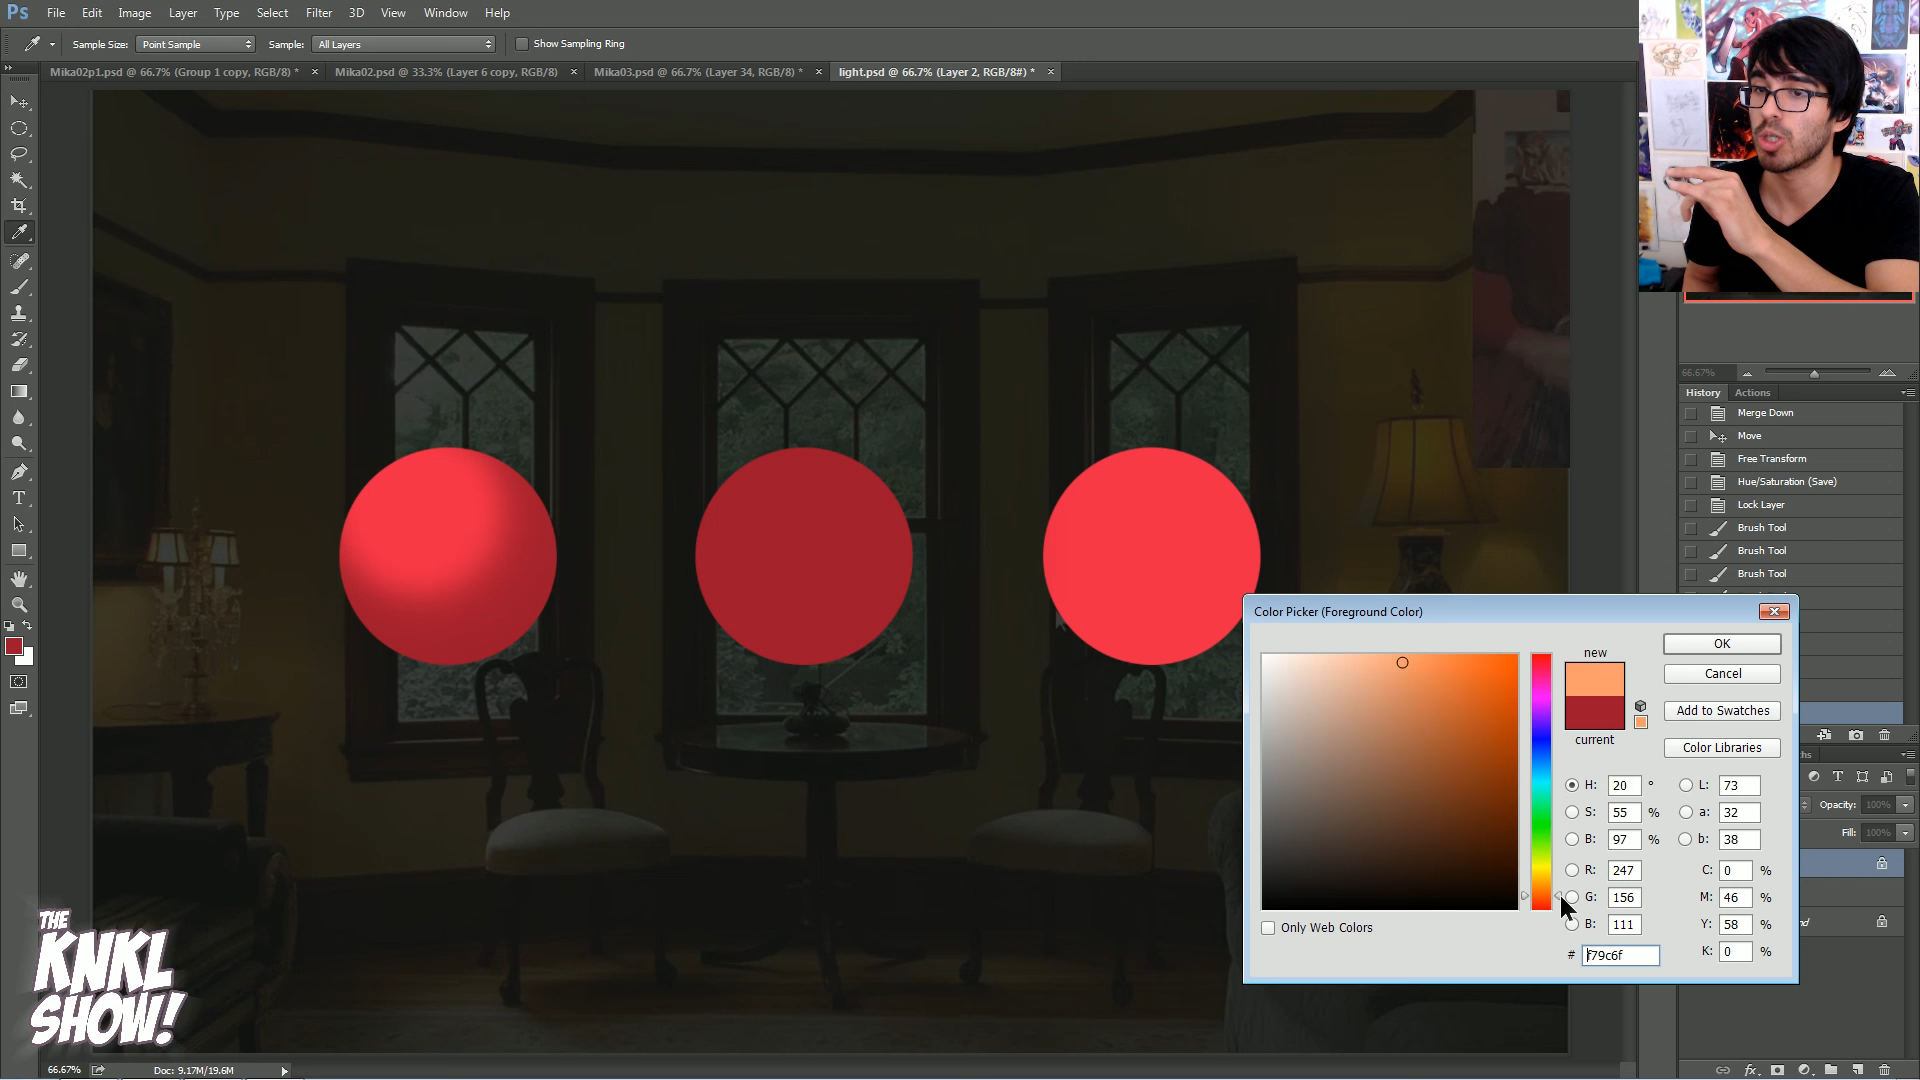 Ps File Edit Image Layer Type Select Filter 3D View Window Help
Sample Size: Point Sample Sample: All Layers Show Sampling Ring
Mika02p1.psd @ 66.7% (Group 1 copy, RGB/8) * × Mika02.psd @ 33.3% (Layer 6 copy, RGB/8) × Mika03.psd @ 66.7% (Layer 34, RGB/8) * × light.psd @ 66.7% (Layer 2, RGB/8#) * ×
66.67%
History Actions
Merge Down
Move
Free Transform
Hue/Saturation (Save)
Lock Layer
Brush Tool
Brush Tool
Brush Tool
Opacity: 100%
Fill: 100%
Color Picker (Foreground Color)
new
current
OK
Cancel
Add to Swatches
Color Libraries
H: 20 ° L: 73
S: 55 % a: 32
B: 97 % b: 38
R: 247 C: 0 %
G: 156 M: 46 %
B: 111 Y: 58 %
# f79c6f K: 0 %
Only Web Colors
THE
KNKL
SHOW!
66.67% Doc: 9.17M/19.6M